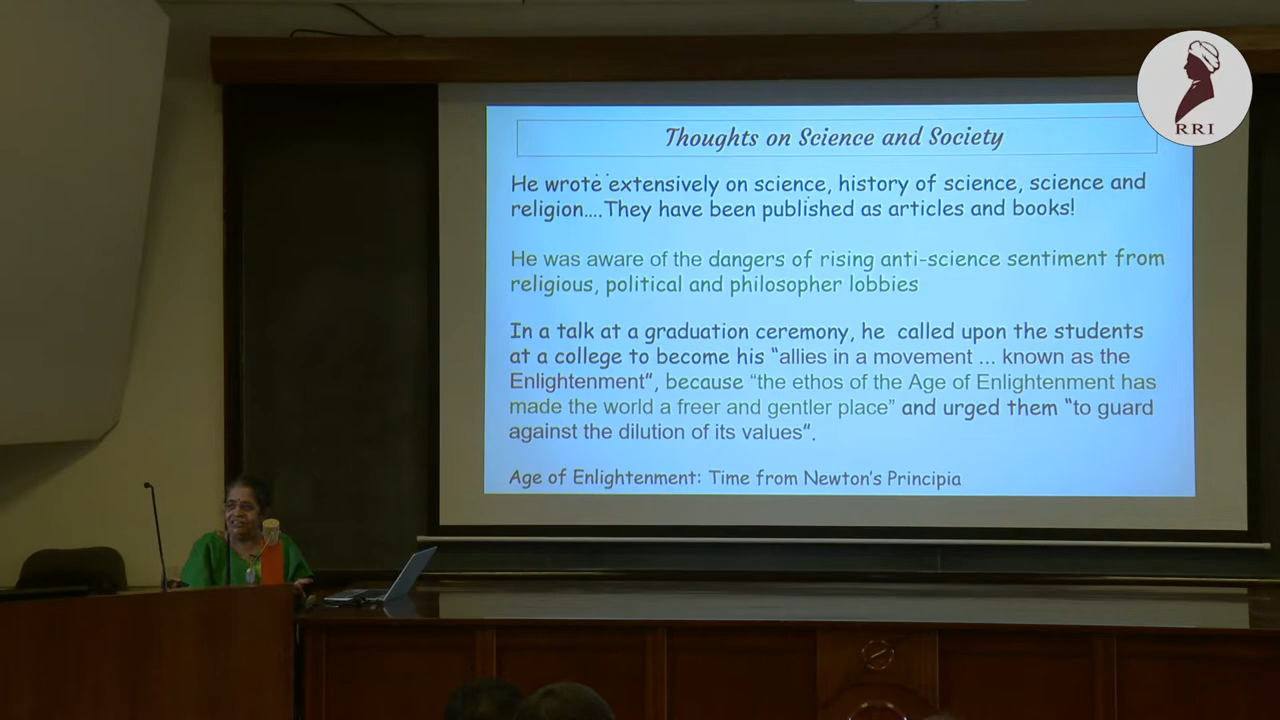 RRI
Thoughts on Science and Society
He wrote extensively on science, history of science, science and
religion....They have been published as articles and books!
He was aware of the dangers of rising anti-science sentiment from
religious, political and philosopher lobbies
In a talk at a graduation ceremony, he called upon the students
at a college to become his “allies in a movement ... known as the
Enlightenment”, because “the ethos of the Age of Enlightenment has
made the world a freer and gentler place” and urged them “to guard
against the dilution of its values”.
Age of Enlightenment: Time from Newton’s Principia